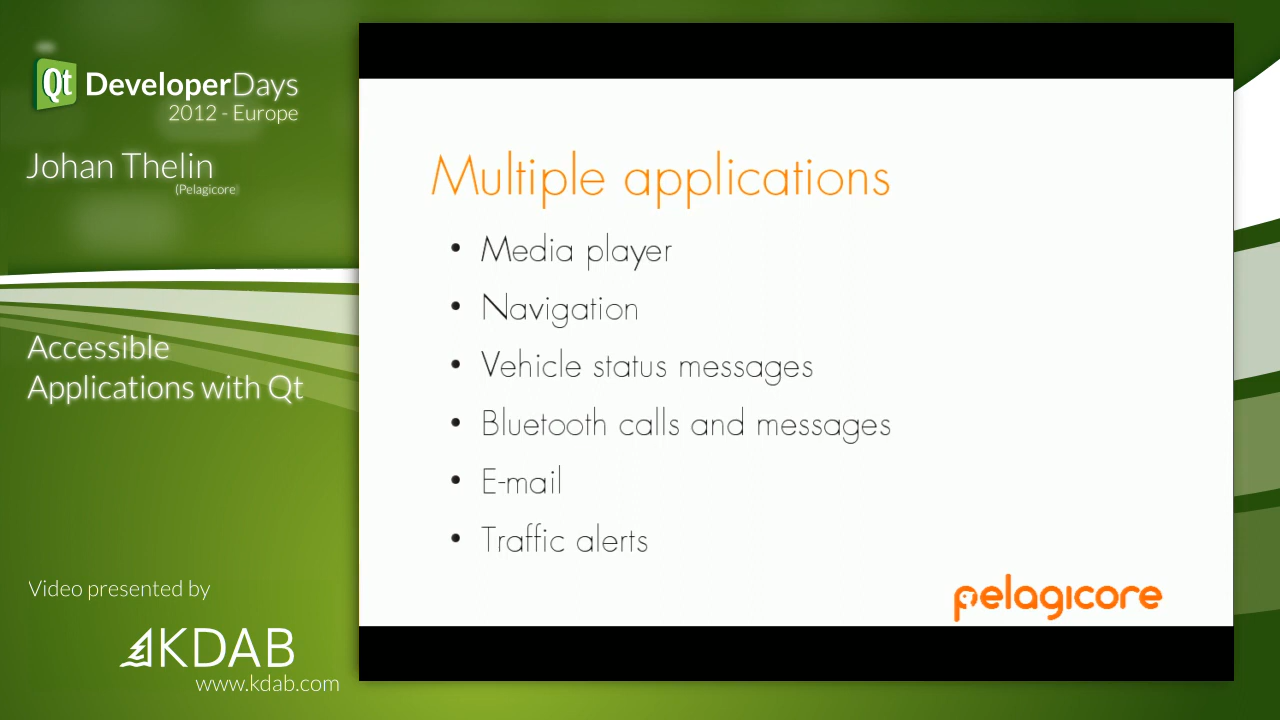 Qt DeveloperDays
2012 - Europe
Johan Thelin
(Pelagicore)
Accessible
Applications with Qt
Video presented by
KDAB
www.kdab.com
Multiple applications
• Media player
• Navigation
• Vehicle status messages
• Bluetooth calls and messages
• E-mail
• Traffic alerts
pelagicore